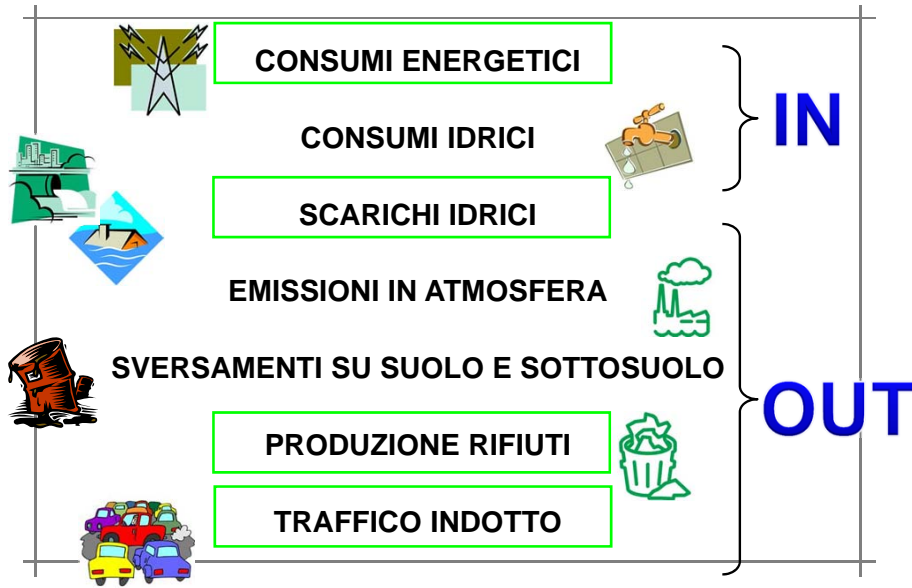 CONSUMI ENERGETICI
CONSUMI IDRICI
IN
SCARICHI IDRICI
EMISSIONI IN ATMOSFERA
SVERSAMENTI SU SUOLO E SOTTOSUOLO
OUT
PRODUZIONE RIFIUTI
TRAFFICO INDOTTO